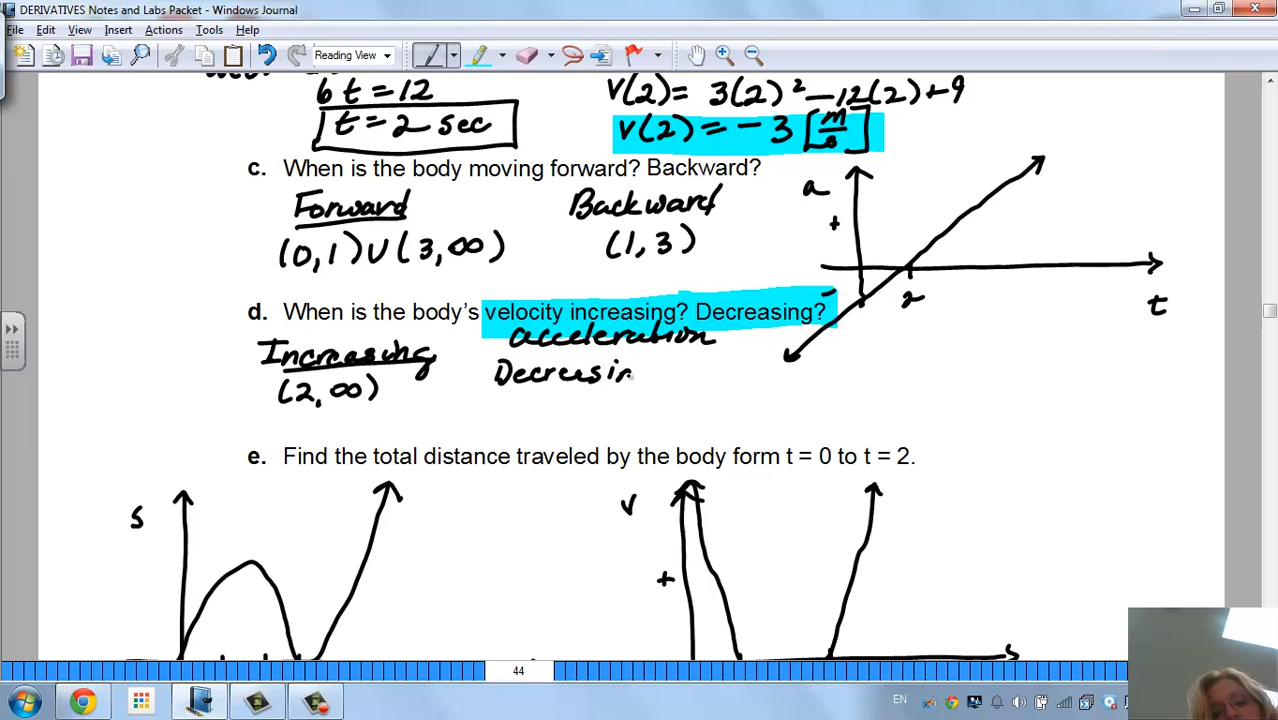 DERIVATIVES Notes and Labs Packet - Windows Journal
File Edit View Insert Actions Tools Help
Reading View
6t = 12
t = 2 sec
v(2) = 3(2)² - 12(2) + 9
v(2) = -3 [m/s]
c. When is the body moving forward? Backward?
Forward
(0, 1) U (3, ∞)
Backward
(1, 3)
a
+
-
2
t
d. When is the body's velocity increasing? Decreasing?
acceleration
Increasing
(2, ∞)
Decreasin
e. Find the total distance traveled by the body form t = 0 to t = 2.
s
v
+
44
EN